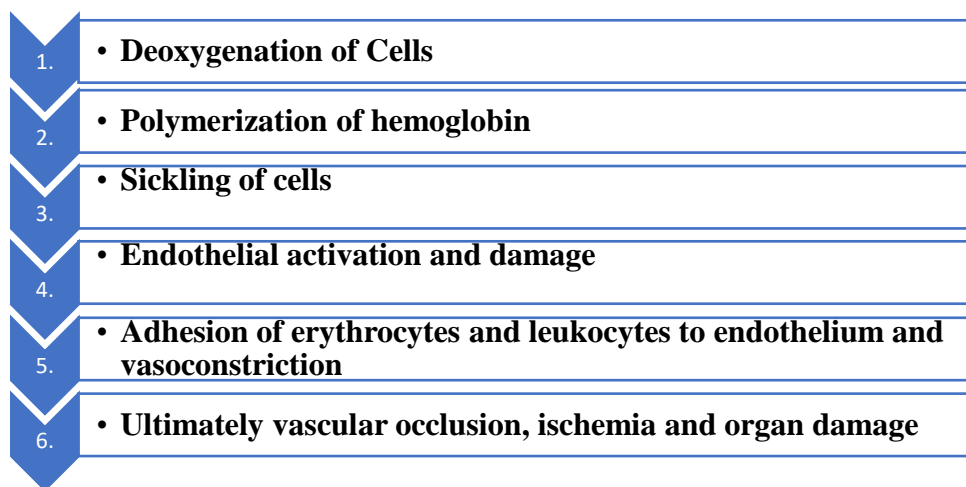 1. • Deoxygenation of Cells
2. • Polymerization of hemoglobin
3. • Sickling of cells
4. • Endothelial activation and damage
5. • Adhesion of erythrocytes and leukocytes to endothelium and
vasoconstriction
6. • Ultimately vascular occlusion, ischemia and organ damage